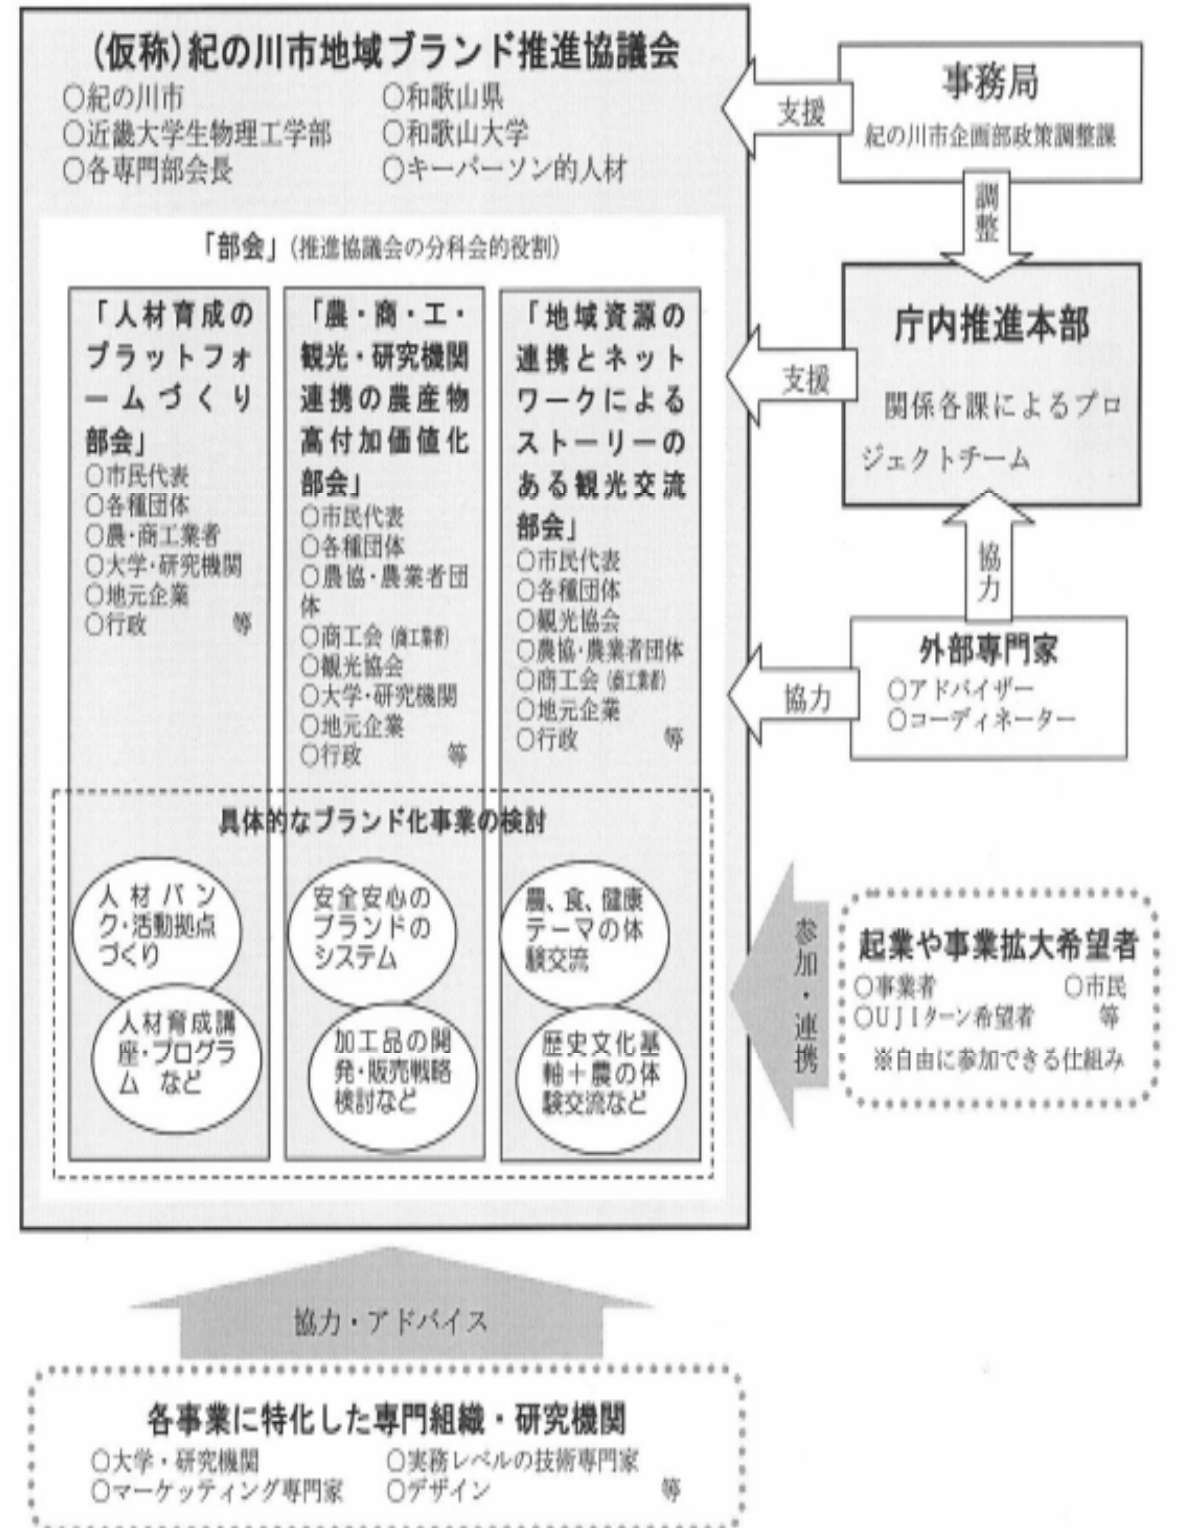 (仮称)紀の川市地域ブランド推進協議会
○紀の川市
○和歌山県
○近畿大学生物理工学部
○和歌山大学
○各専門部会長
○キーパーソン的人材
支援
事務局
紀の川市企画部政策調整課
調整
「部会」(推進協議会の分科会的役割)
「人材育成の
プラットフォ
ームづくり
部会」
○市民代表
○各種団体
○農・商工業者
○大学・研究機関
○地元企業
○行政 等
「農・商・工・
観光・研究機関
連携の農産物
高付加価値化
部会」
○市民代表
○各種団体
○農協・農業者団
体
○商工会(商工業者)
○観光協会
○大学・研究機関
○地元企業
○行政 等
「地域資源の
連携とネット
ワークによる
ストーリーの
ある観光交流
部会」
○市民代表
○各種団体
○観光協会
○農協・農業者団体
○商工会(商工業者)
○地元企業
○行政 等
支援
庁内推進本部
関係各課によるプロ
ジェクトチーム
協力
協力
外部専門家
○アドバイザー
○コーディネーター
具体的なブランド化事業の検討
人材バン
ク・活動拠点
づくり
人材育成講
座・プログラ
ム など
安全安心の
ブランドの
システム
加工品の開
発・販売戦略
検討など
農、食、健康
テーマの体
験交流
歴史文化基
軸+農の体
験交流など
参加・連携
起業や事業拡大希望者
○事業者 ○市民
○UJIターン希望者 等
※自由に参加できる仕組み
協力・アドバイス
各事業に特化した専門組織・研究機関
○大学・研究機関
○実務レベルの技術専門家
○マーケッティング専門家
○デザイン 等